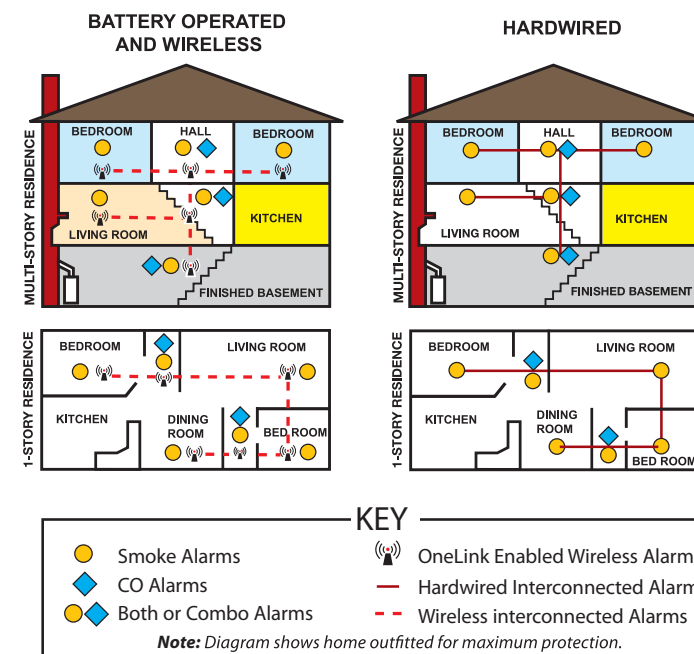 BATTERY OPERATED
AND WIRELESS
HARDWIRED
MULTI-STORY RESIDENCE
BEDROOM
HALL
BEDROOM
LIVING ROOM
KITCHEN
FINISHED BASEMENT
MULTI-STORY RESIDENCE
BEDROOM
HALL
BEDROOM
LIVING ROOM
KITCHEN
FINISHED BASEMENT
1-STORY RESIDENCE
BEDROOM
LIVING ROOM
KITCHEN
DINING
ROOM
BED ROOM
1-STORY RESIDENCE
BEDROOM
LIVING ROOM
KITCHEN
DINING
ROOM
BED ROOM
KEY
Smoke Alarms
CO Alarms
Both or Combo Alarms
OneLink Enabled Wireless Alarm
Hardwired Interconnected Alarm
Wireless interconnected Alarms
Note: Diagram shows home outfitted for maximum protection.